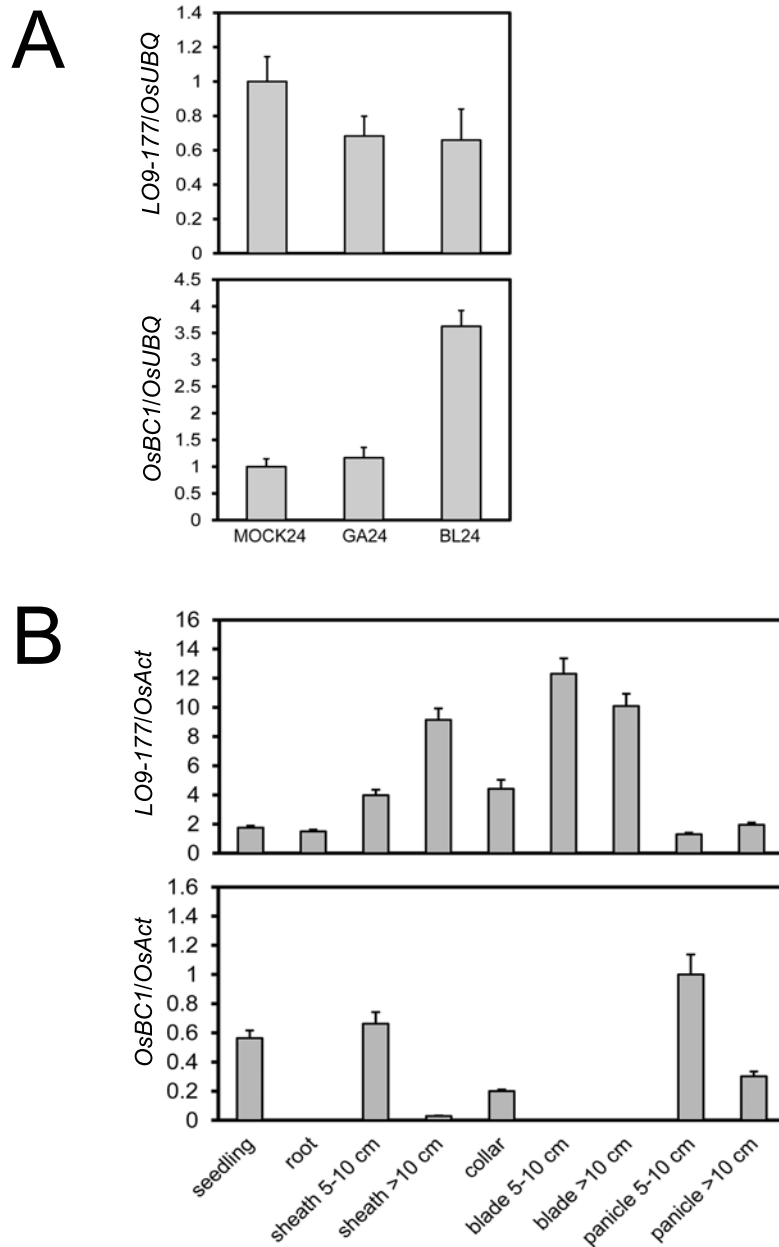 A
LO9-177/OsUBQ
1.4
1.2
1
0.8
0.6
0.4
0.2
0
OsBC1/OsUBQ
4.5
4
3.5
3
2.5
2
1.5
1
0.5
0
MOCK24 GA24 BL24
B
LO9-177/OsAct
16
14
12
10
8
6
4
2
0
OsBC1/OsAct
1.6
1.4
1.2
1
0.8
0.6
0.4
0.2
0
seedling
root
sheath 5-10 cm
sheath >10 cm
collar
blade 5-10 cm
blade >10 cm
panicle 5-10 cm
panicle >10 cm